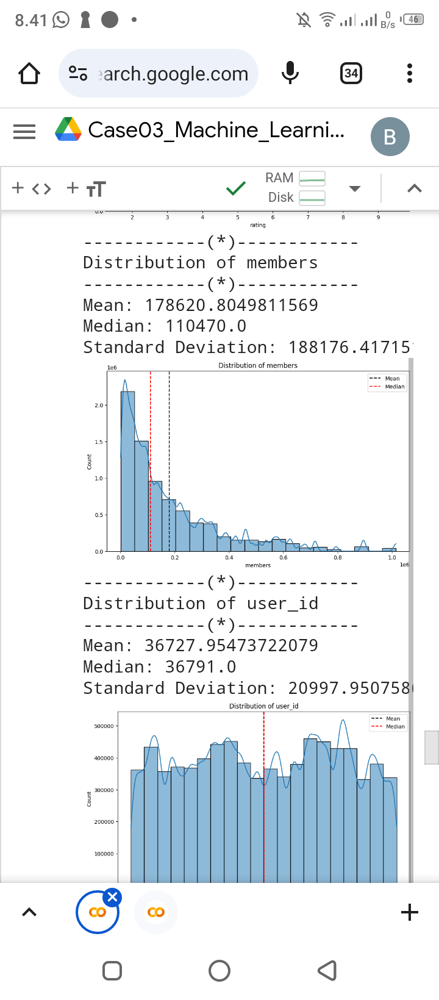 8.41
0
B/s
46
earch.google.com
34
Case03_Machine_Learni...
B
RAM
Disk
0.0
2 3 4 5 6 7 8 9
rating
------------(*)------------
Distribution of members
------------(*)------------
Mean: 178620.8049811569
Median: 110470.0
Standard Deviation: 188176.41715
Distribution of members
1e6
Mean
Median
2.0
1.5
1.0
0.5
0.0
Count
0.0 0.2 0.4 0.6 0.8 1.0
1e6
members
------------(*)------------
Distribution of user_id
------------(*)------------
Mean: 36727.95473722079
Median: 36791.0
Standard Deviation: 20997.950758
Distribution of user_id
Mean
Median
500000
400000
300000
200000
100000
Count